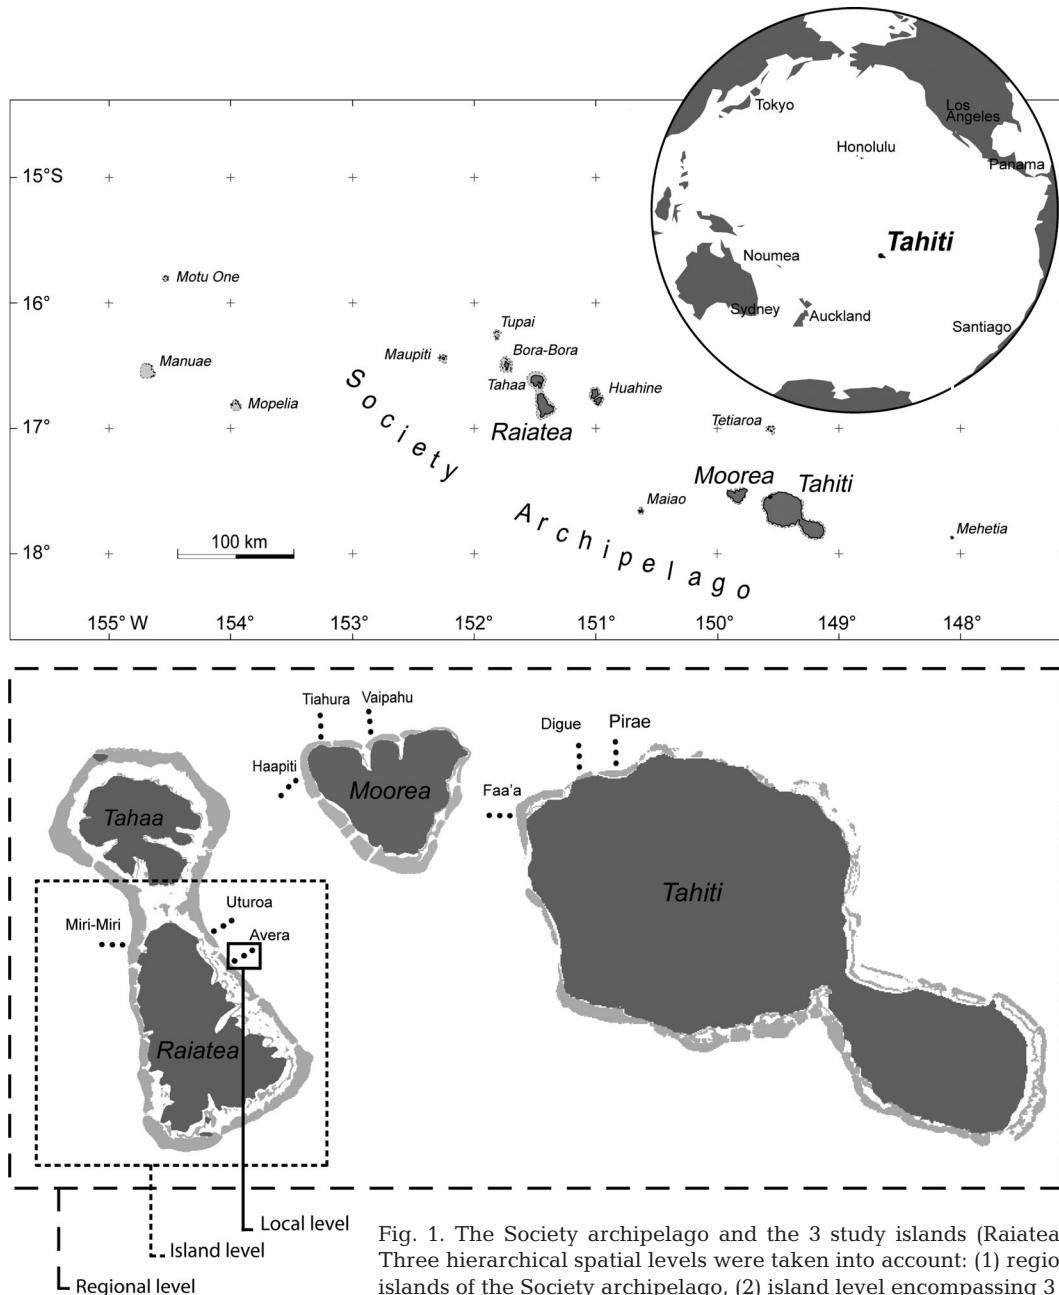 Tokyo
Los
Angeles
Honolulu
Panama
Tahiti
Noumea
Sydney
Auckland
Santiago
15°S
16°
17°
18°
Motu One
Manuae
Mopelia
Maupiti
Tupai
Bora-Bora
Tahaa
Huahine
Raiatea
Tetiaroa
Moorea
Tahiti
Maiao
Mehetia
Society
Archipelago
100 km
155° W
154°
153°
152°
151°
150°
149°
148°
Tiahura
Vaipahu
Haapiti
Moorea
Digue
Pirae
Faa'a
Tahiti
Tahaa
Miri-Miri
Uturoa
Avera
Raiatea
Local level
Island level
Regional level
Fig. 1. The Society archipelago and the 3 study islands (Raiatea
Three hierarchical spatial levels were taken into account: (1) regio
islands of the Society archipelago, (2) island level encompassing 3